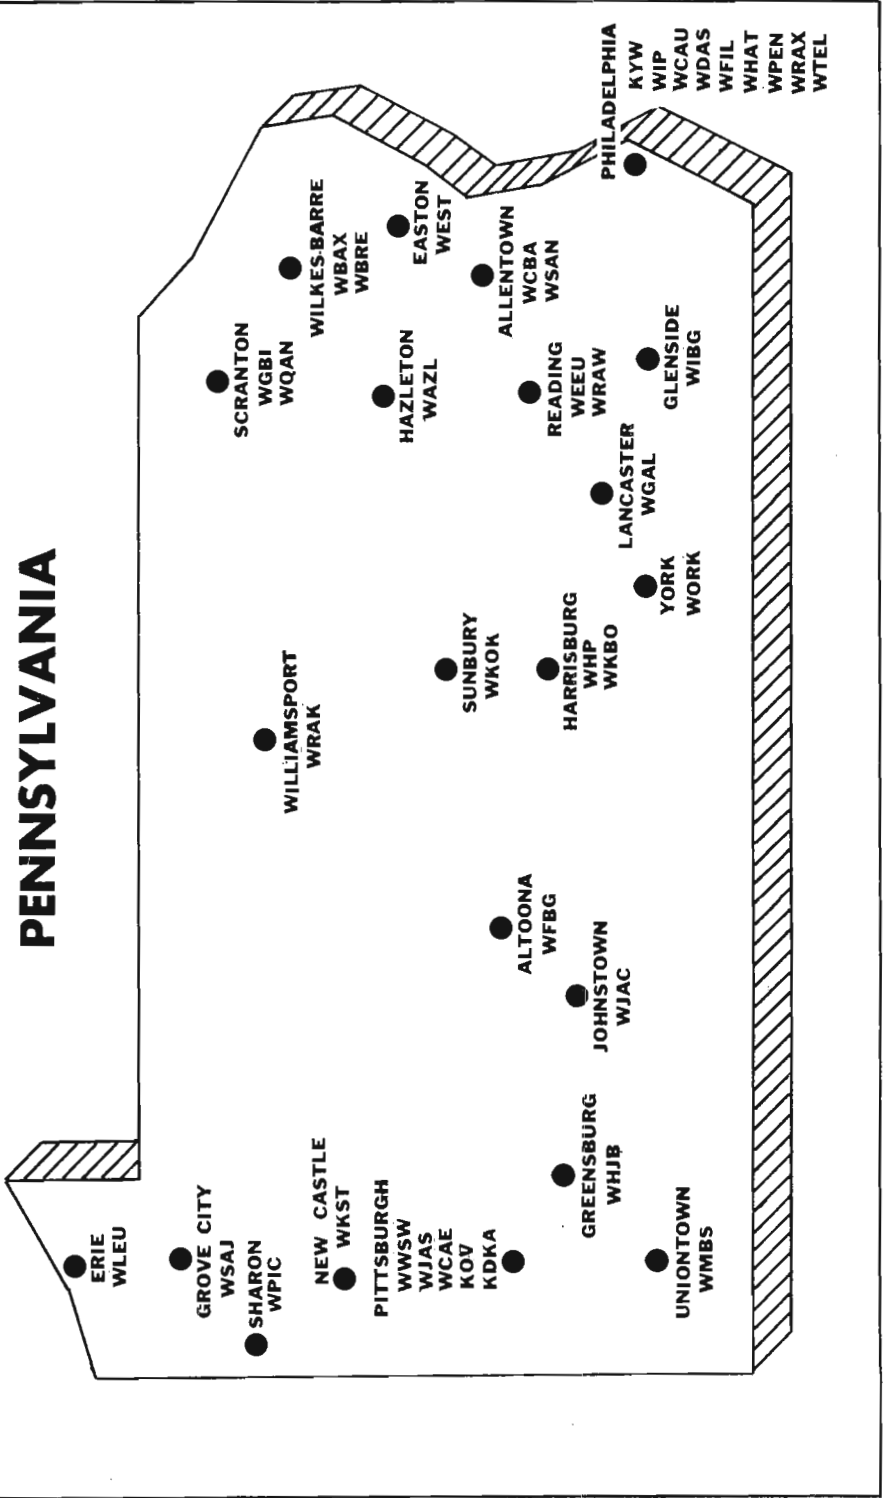 PENNSYLVANIA
ERIE
WLEU
GROVE CITY
WSAJ
SHARON
WPIC
NEW CASTLE
WKST
PITTSBURGH
WWSW
WJAS
WCAE
KOV
KDKA
GREENSBURG
WHJB
UNIONTOWN
WMBS
ALTOONA
WFBG
JOHNSTOWN
WJAC
WILLIAMSPORT
WRAK
SUNBURY
WKOK
HARRISBURG
WHP
WKBO
YORK
WORK
LANCASTER
WGAL
SCRANTON
WGBI
WQAN
HAZLETON
WAZL
READING
WEEU
WRAW
GLENSIDE
WIBG
WILKES-BARRE
WBAX
WBRE
EASTON
WEST
ALLENTOWN
WCBA
WSAN
PHILADELPHIA
KYW
WIP
WCAU
WDAS
WFIL
WHAT
WPEN
WRAX
WTEL